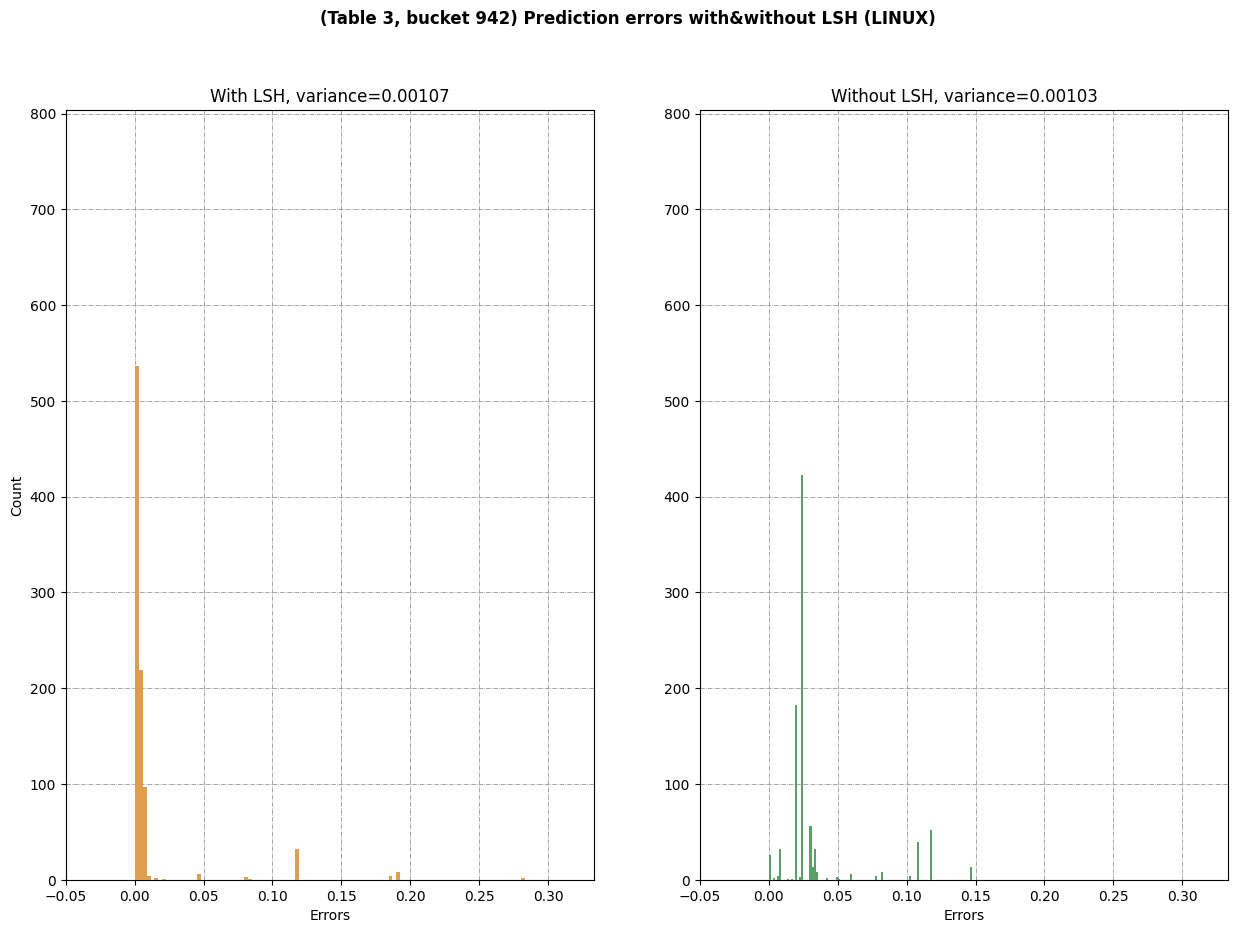 (Table 3, bucket 942) Prediction errors with&without LSH (LINUX)
With LSH, variance=0.00107
800
700
600
500
400
300
200
100
0
Count
−0.05 0.00 0.05 0.10 0.15 0.20 0.25 0.30
Errors
Without LSH, variance=0.00103
800
700
600
500
400
300
200
100
0
−0.05 0.00 0.05 0.10 0.15 0.20 0.25 0.30
Errors